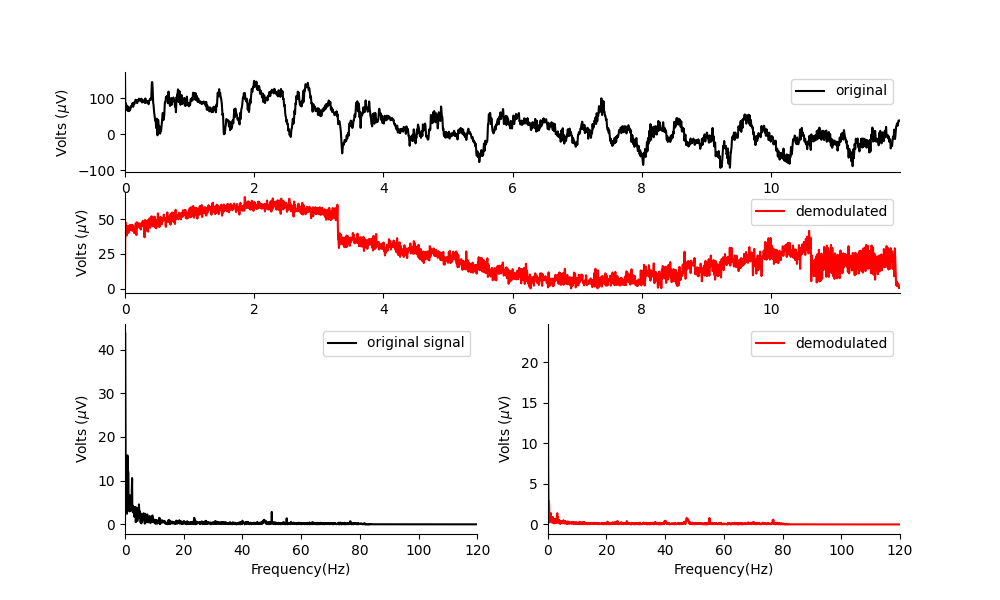 original
Volts (μV)
100
0
−100
0 2 4 6 8 10
demodulated
Volts (μV)
50
25
0
0 2 4 6 8 10
original signal
Volts (μV)
40
30
20
10
0
0 20 40 60 80 100 120
Frequency(Hz)
demodulated
Volts (μV)
20
15
10
5
0
0 20 40 60 80 100 120
Frequency(Hz)